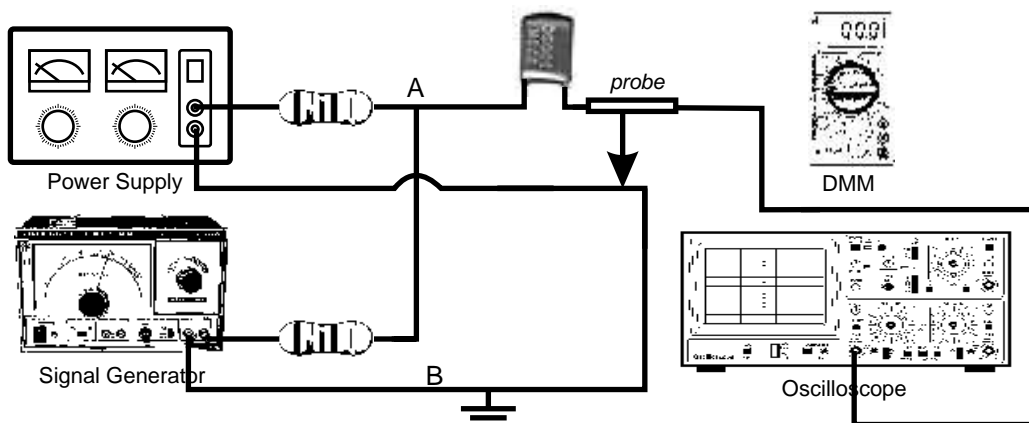 A
probe
Power Supply
DMM
Signal Generator
B
Oscilloscope